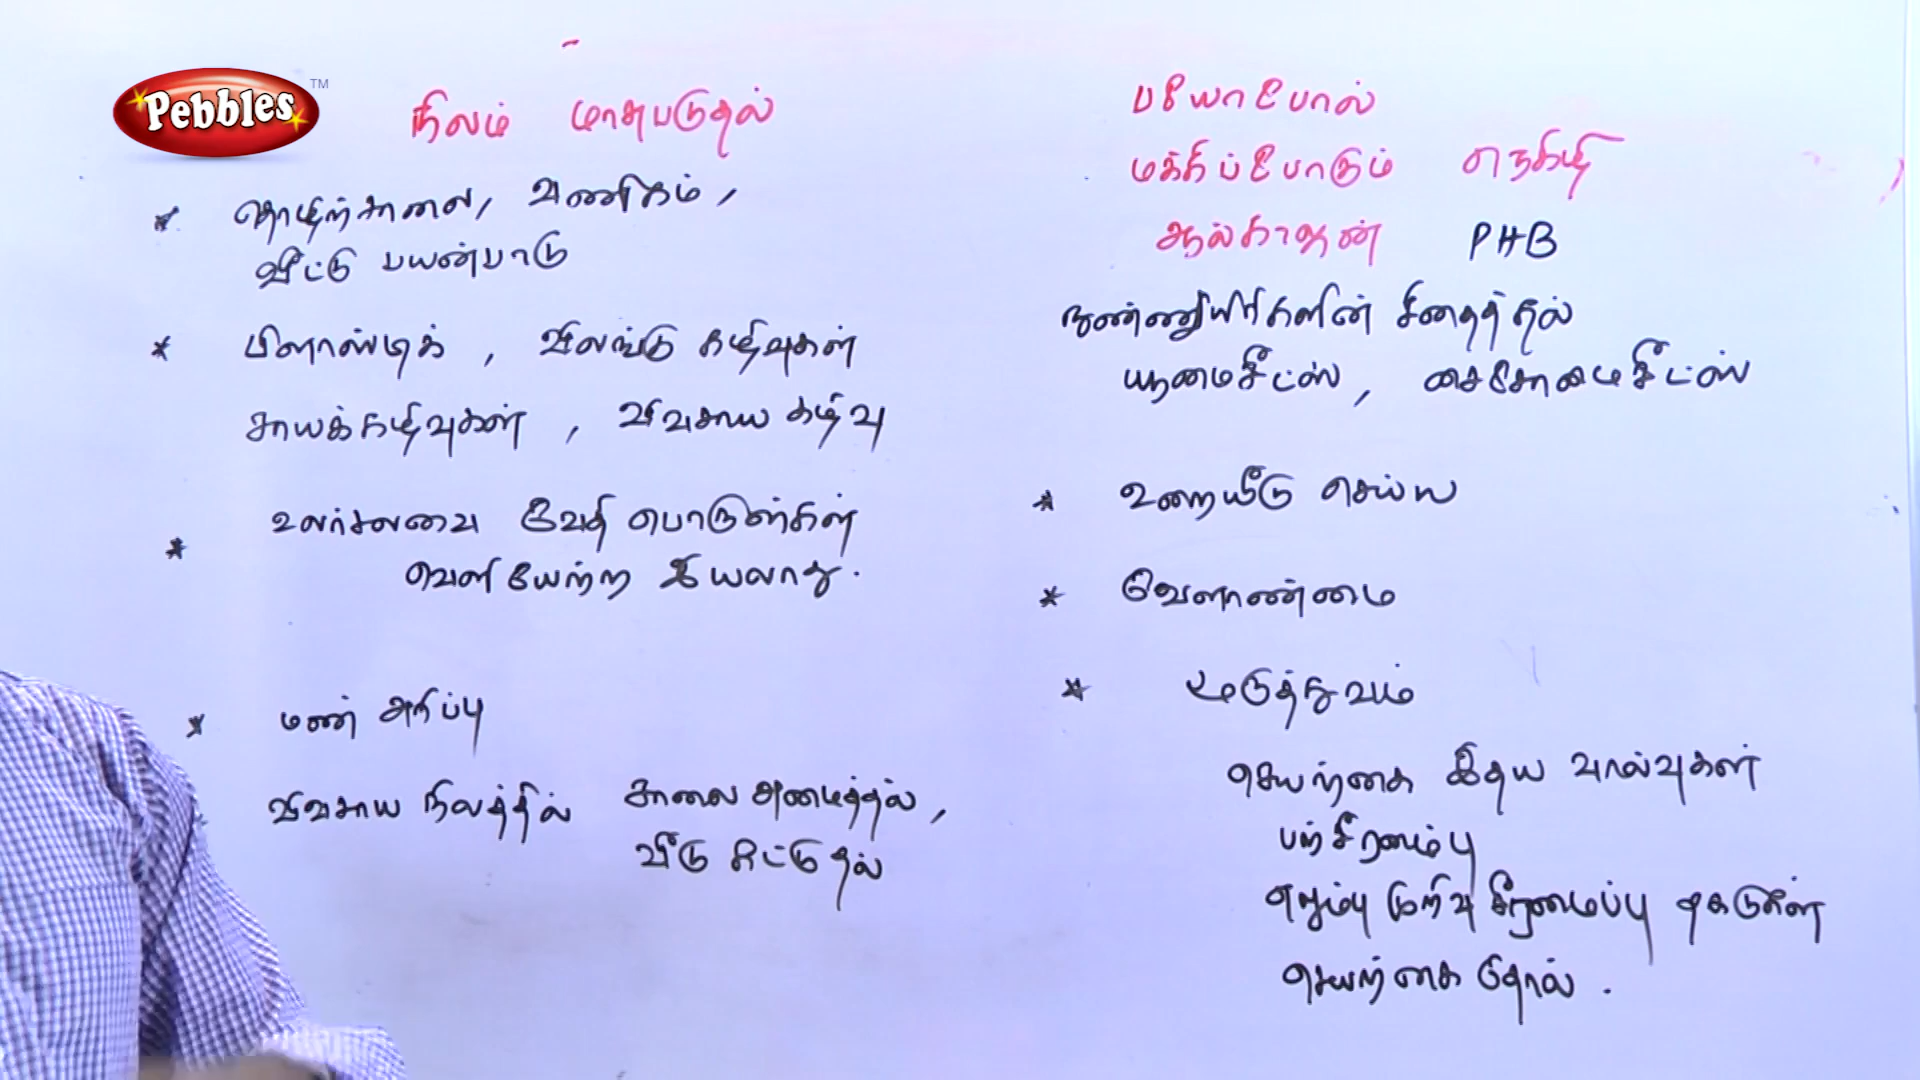 Pebbles TM
நிலம் மாசுபடுதல்
தொழிற்சாலை, வணிகம்,
வீட்டு பயன்பாடு
பிளாஸ்டிக், விலங்கு கழிவுகள்
சாயக்கழிவுகள், விவசாய கழிவு
உலர்சலவை வேதி பொருள்கள்
வெளியேற்ற இயலாது.
மண் அரிப்பு
விவசாய நிலத்தில் சாலை அமைத்தல்,
வீடு கட்டுதல்
பயோபோல்
மக்கிப்போகும் நெகிழி
ஆல்காதன் PHB
நுண்ணுயிரிகளின் சிதைத்தல்
யூமைசீட்ஸ், சைசோமைசீட்ஸ்
* உறையீடு செய்ய
* வேளாண்மை
* மருத்துவம்
செயற்கை இதய வால்வுகள்
பற்சீரமைப்பு
எலும்பு முறிவு சீரமைப்பு தகடுகள்
செயற்கை தோல்.